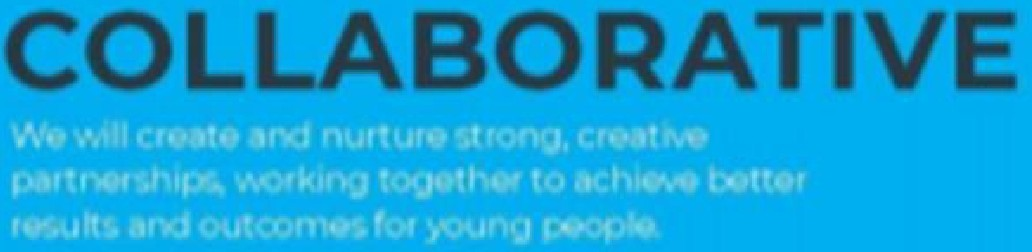 COLLABORATIVE
We will create and nurture strong, creative
partnerships, working together to achieve better
results and outcomes for young people.